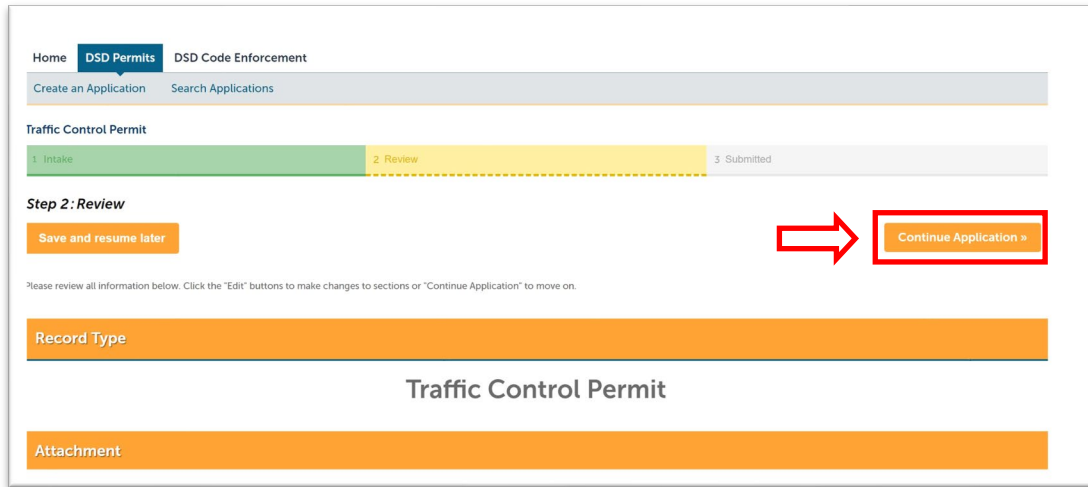 Home DSD Permits DSD Code Enforcement
Create an Application Search Applications
Traffic Control Permit
1 Intake 2 Review 3 Submitted
Step 2: Review
Save and resume later Continue Application »
Please review all information below. Click the "Edit" buttons to make changes to sections or "Continue Application" to move on.
Record Type
Traffic Control Permit
Attachment